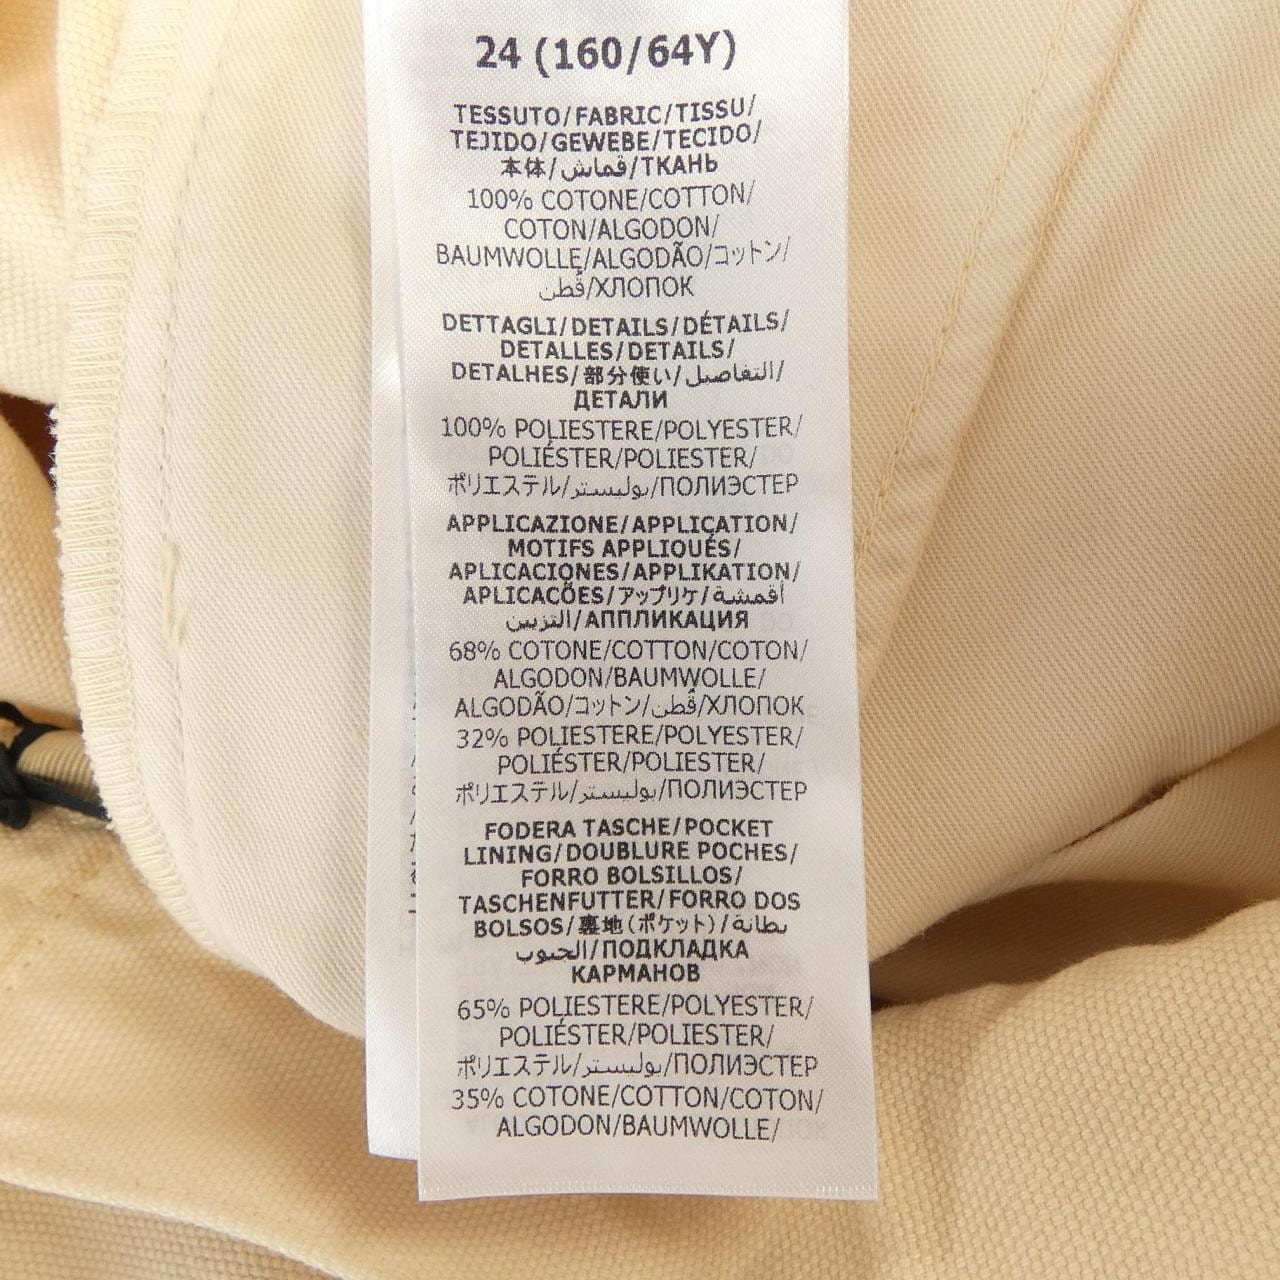 24 (160/64Y)
TESSUTO/FABRIC/TISSU/
TEJIDO/GEWEBE/TECIDO/
本体/قماش/ТКАНЬ
100% COTONE/COTTON/
COTON/ALGODON/
BAUMWOLLE/ALGODÃO/コットン/
قُطن/ХЛОПОК
DETTAGLI/DETAILS/DÉTAILS/
DETALLES/DETAILS/
DETALHES/部分使い/التفاصيل/
ДЕТАЛИ
100% POLIESTERE/POLYESTER/
POLIÉSTER/POLIESTER/
ポリエステル/بوليستر/ПОЛИЭСТЕР
APPLICAZIONE/APPLICATION/
MOTIFS APPLIQUÉS/
APLICACIONES/APPLIKATION/
APLICAÇÕES/アップリケ/أقمشة
التزيين/АППЛИКАЦИЯ
68% COTONE/COTTON/COTON/
ALGODON/BAUMWOLLE/
ALGODÃO/コットン/قُطن/ХЛОПОК
32% POLIESTERE/POLYESTER/
POLIÉSTER/POLIESTER/
ポリエステル/بوليستر/ПОЛИЭСТЕР
FODERA TASCHE/POCKET
LINING/DOUBLURE POCHES/
FORRO BOLSILLOS/
TASCHENFUTTER/FORRO DOS
BOLSOS/裏地(ポケット)/بطانة
الجيوب/ПОДКЛАДКА
КАРМАНОВ
65% POLIESTERE/POLYESTER/
POLIÉSTER/POLIESTER/
ポリエステル/بوليستر/ПОЛИЭСТЕР
35% COTONE/COTTON/COTON/
ALGODON/BAUMWOLLE/